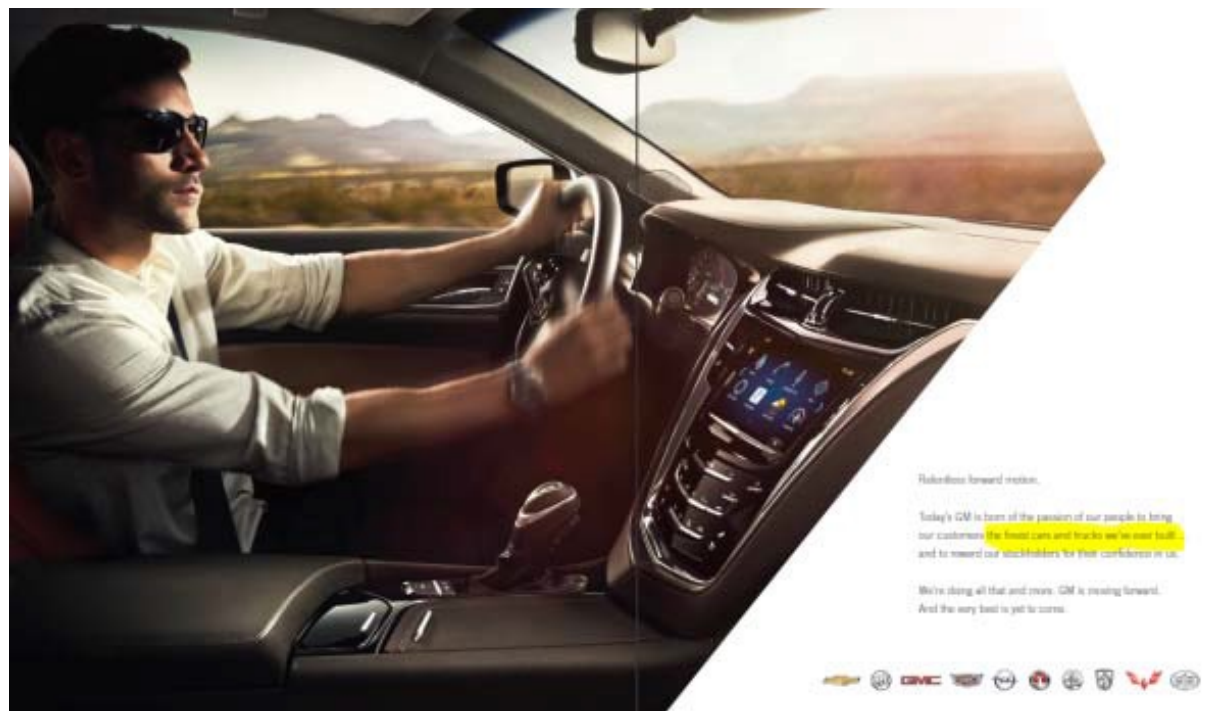 Relentless forward motion.
Today's GM is born of the passion of our people to bring
our customers the finest cars and trucks we've ever built...
and to reward our stockholders for their confidence in us.
We're doing all that and more. GM is moving forward.
And the very best is yet to come.
GMC